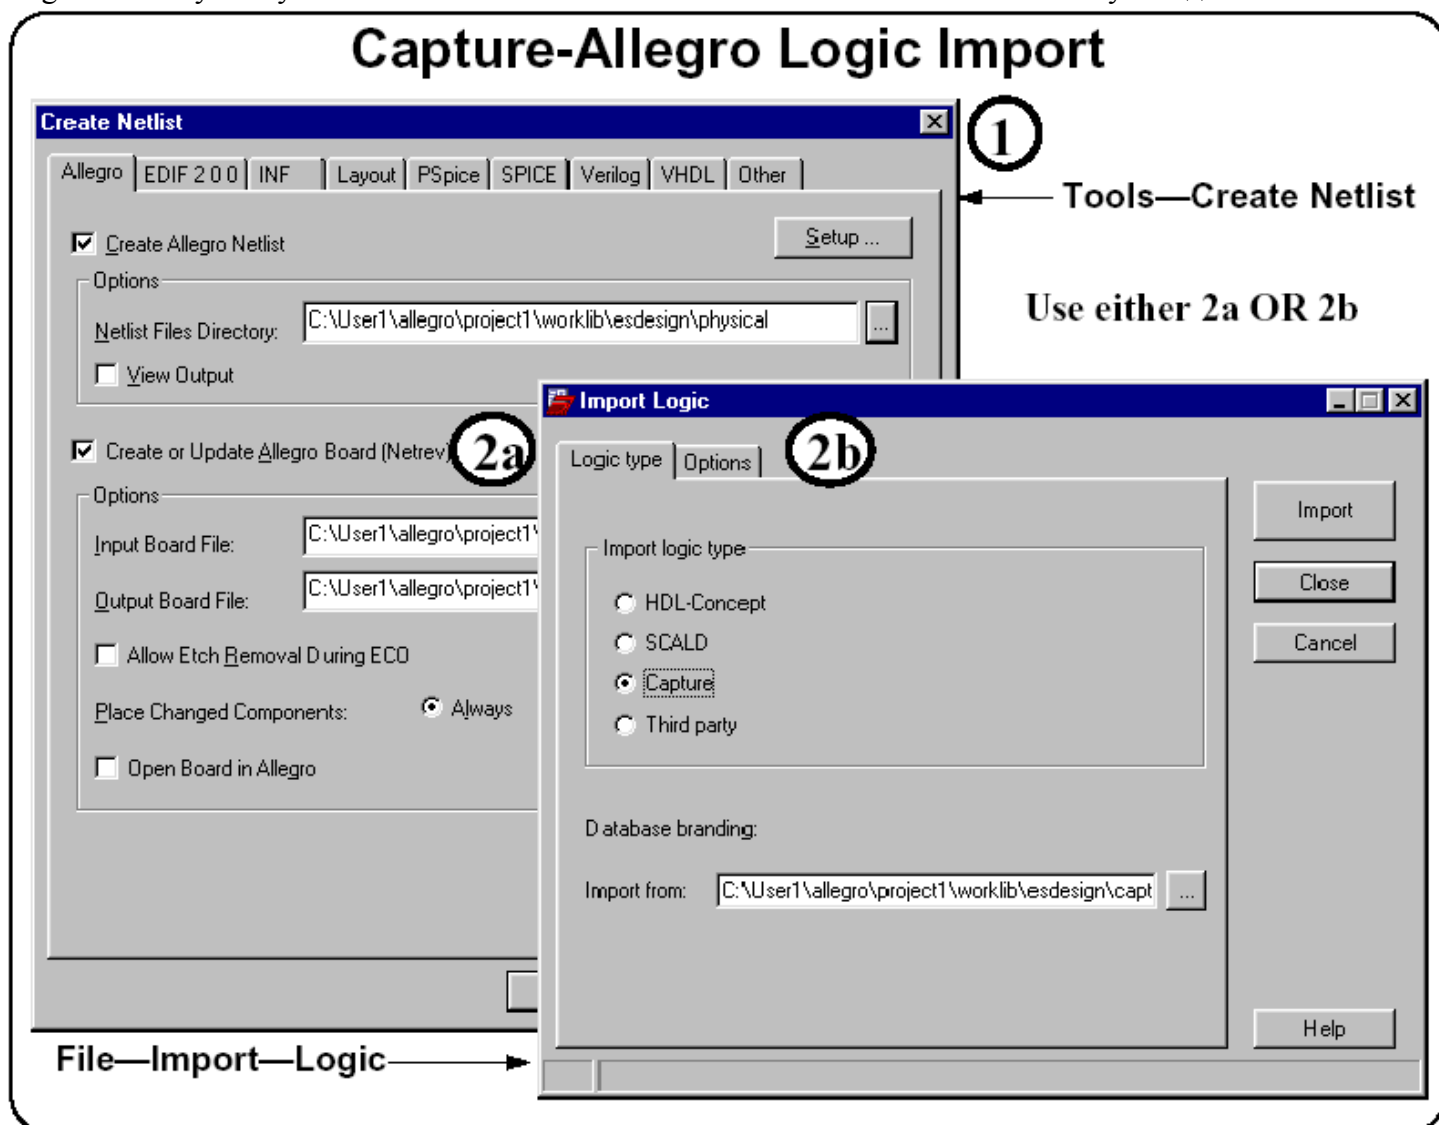 Capture-Allegro Logic Import
Create Netlist
1
Allegro EDIF 2 0 0 INF Layout PSpice SPICE Verilog VHDL Other
Tools—Create Netlist
Create Allegro Netlist
Setup ...
Options
Netlist Files Directory: C:\User1\allegro\project1\worklib\esdesign\physical ...
Use either 2a OR 2b
View Output
Import Logic
Create or Update Allegro Board (Netrev)
2a
2b
Logic type Options
Options
Import
Input Board File: C:\User1\allegro\project1\
Import logic type
Output Board File: C:\User1\allegro\project1\
HDL-Concept
Close
Allow Etch Removal During ECO
SCALD
Cancel
Place Changed Components: Always
Capture
Third party
Open Board in Allegro
Database branding:
Import from: C:\User1\allegro\project1\worklib\esdesign\capt ...
Help
File—Import—Logic